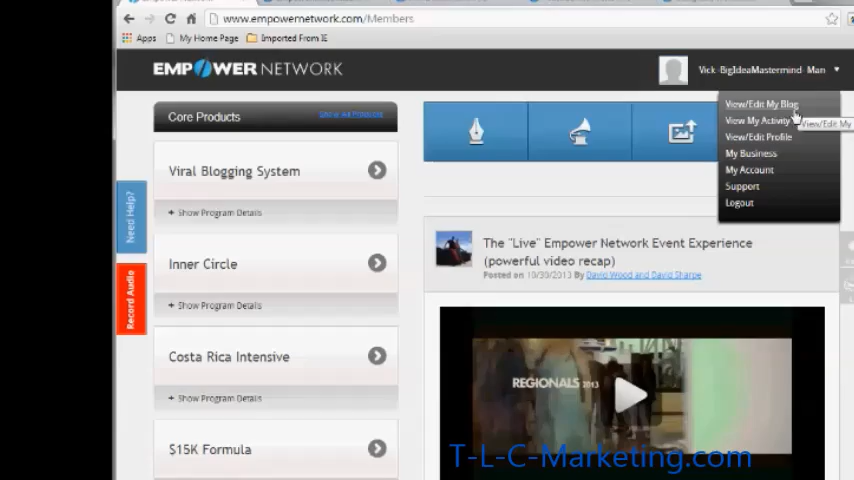 www.empowernetwork.com/Members
Apps My Home Page Imported From IE
EMPOWER NETWORK
Vick -BigIdeaMastermind- Man
View/Edit My Blog
View My Activity
View/Edit My
View/Edit Profile
My Business
My Account
Support
Logout
Core Products
Viral Blogging System
+ Show Program Details
Inner Circle
+ Show Program Details
Costa Rica Intensive
+ Show Program Details
$15K Formula
Need Help?
Record Audio
The "Live" Empower Network Event Experience
(powerful video recap)
Posted on 10/30/2013 By David Wood and David Sharpe
REGIONALS 2013
T-L-C-Marketing.com